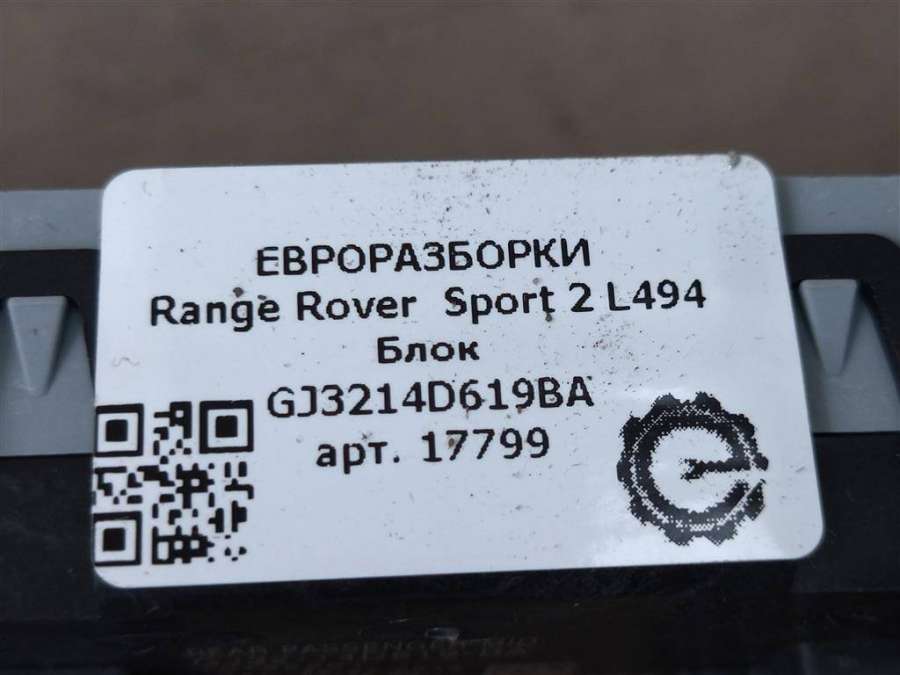 ЕВРОРАЗБОРКИ
Range Rover Sport 2 L494
Блок
GJ3214D619BA
арт. 17799